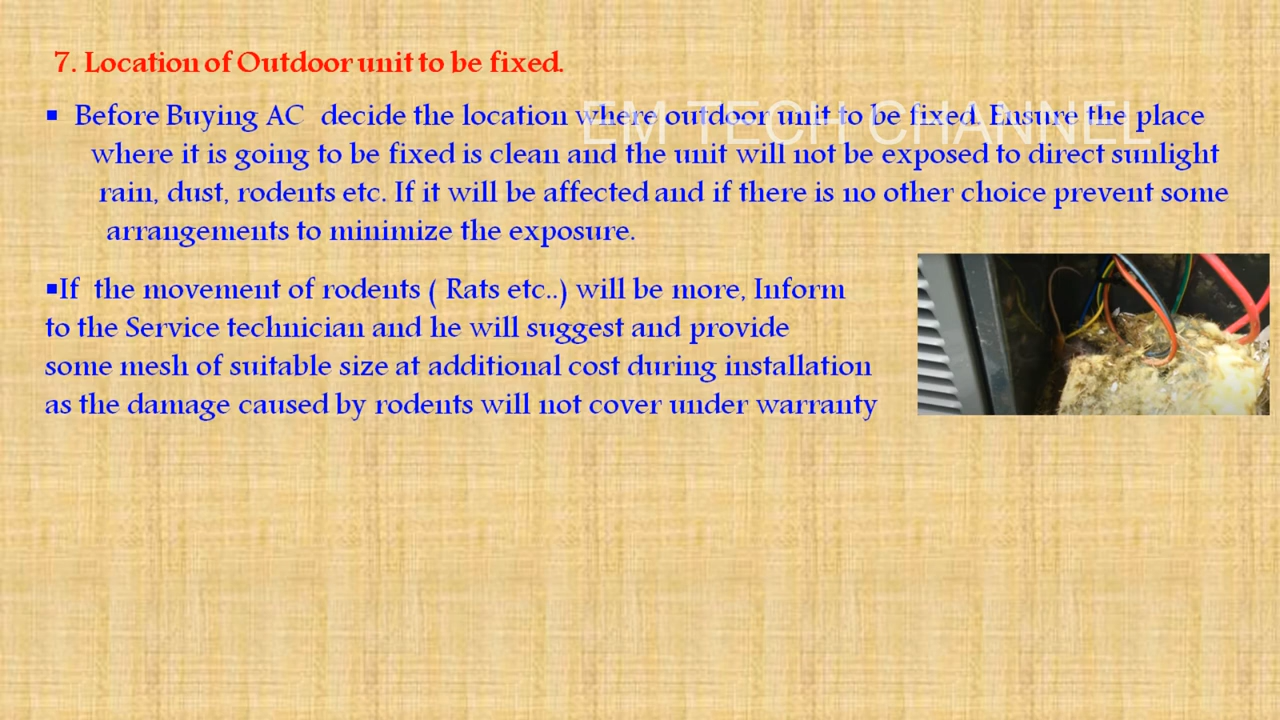 7. Location of Outdoor unit to be fixed.
EM TECH CHANNEL
▪ Before Buying AC decide the location where outdoor unit to be fixed. Ensure the place
where it is going to be fixed is clean and the unit will not be exposed to direct sunlight
rain, dust, rodents etc. If it will be affected and if there is no other choice prevent some
arrangements to minimize the exposure.
▪If the movement of rodents ( Rats etc..) will be more, Inform
to the Service technician and he will suggest and provide
some mesh of suitable size at additional cost during installation
as the damage caused by rodents will not cover under warranty